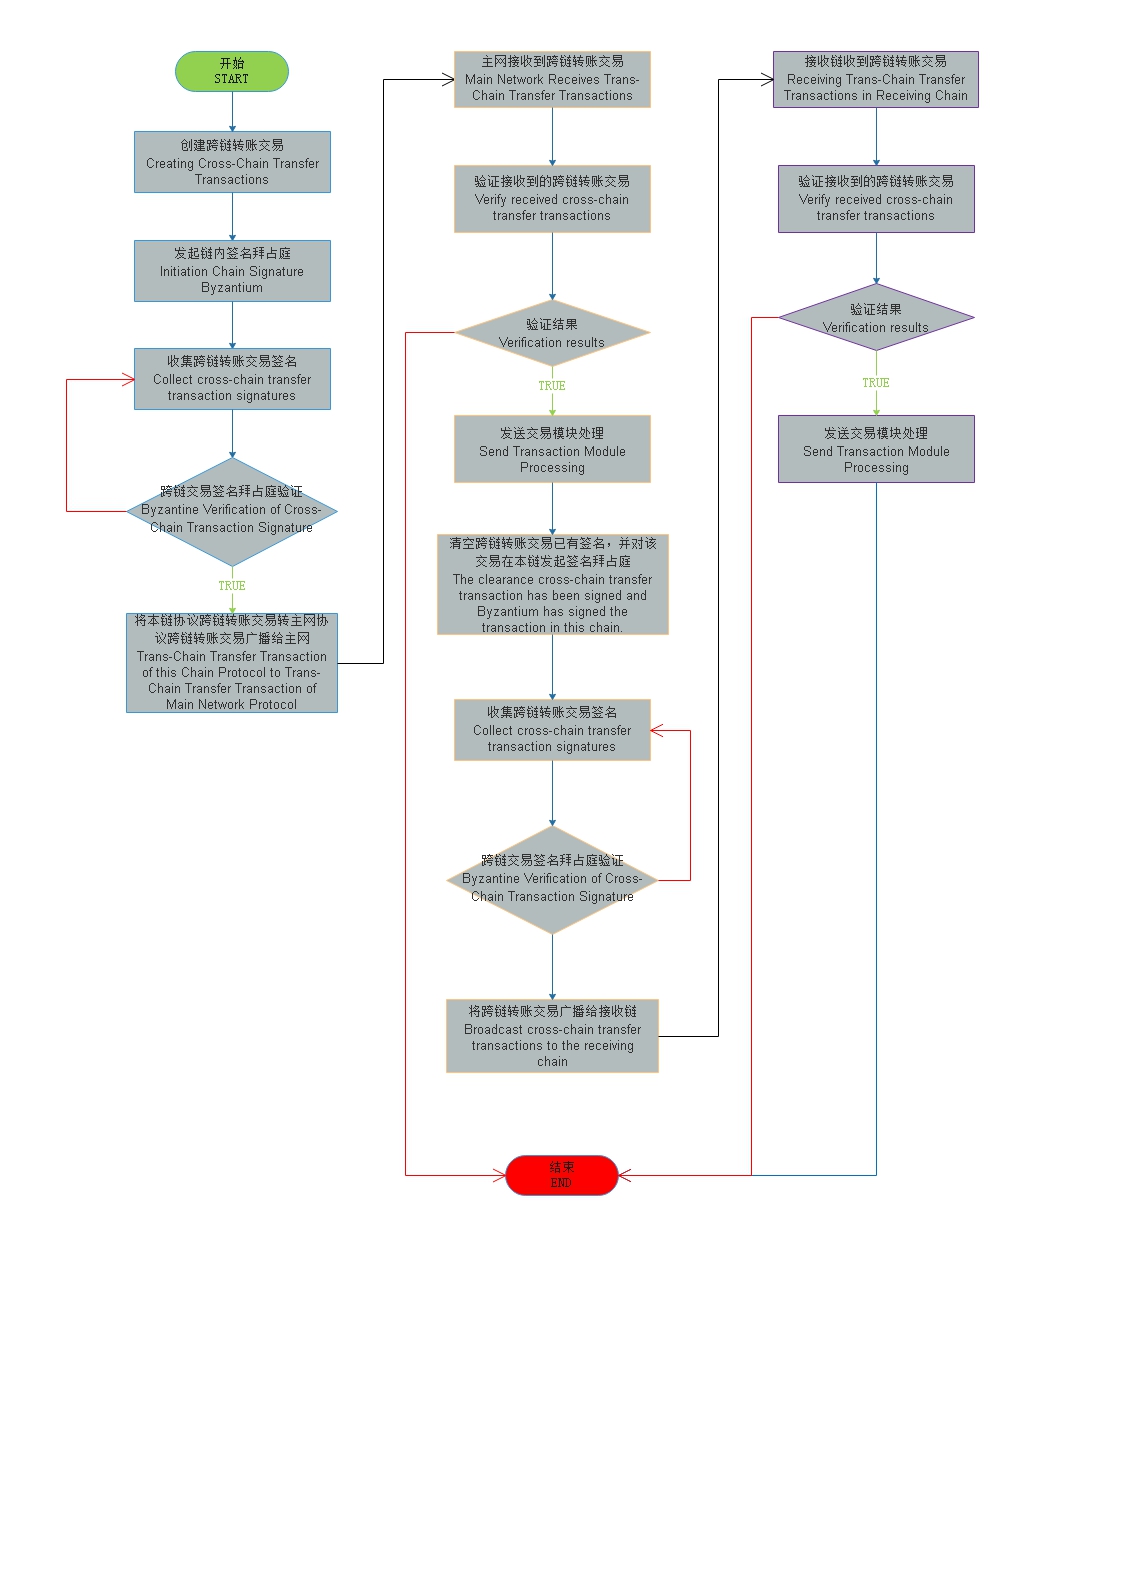 开始
START
创建跨链转账交易
Creating Cross-Chain Transfer
Transactions
发起链内签名拜占庭
Initiation Chain Signature
Byzantium
收集跨链转账交易签名
Collect cross-chain transfer
transaction signatures
跨链交易签名拜占庭验证
Byzantine Verification of Cross-
Chain Transaction Signature
TRUE
将本链协议跨链转账交易转主网协
议跨链转账交易广播给主网
Trans-Chain Transfer Transaction
of this Chain Protocol to Trans-
Chain Transfer Transaction of
Main Network Protocol
主网接收到跨链转账交易
Main Network Receives Trans-
Chain Transfer Transactions
验证接收到的跨链转账交易
Verify received cross-chain
transfer transactions
验证结果
Verification results
TRUE
发送交易模块处理
Send Transaction Module
Processing
清空跨链转账交易已有签名，并对该
交易在本链发起签名拜占庭
The clearance cross-chain transfer
transaction has been signed and
Byzantium has signed the
transaction in this chain.
收集跨链转账交易签名
Collect cross-chain transfer
transaction signatures
跨链交易签名拜占庭验证
Byzantine Verification of Cross-
Chain Transaction Signature
将跨链转账交易广播给接收链
Broadcast cross-chain transfer
transactions to the receiving
chain
接收链收到跨链转账交易
Receiving Trans-Chain Transfer
Transactions in Receiving Chain
验证接收到的跨链转账交易
Verify received cross-chain
transfer transactions
验证结果
Verification results
TRUE
发送交易模块处理
Send Transaction Module
Processing
结束
END